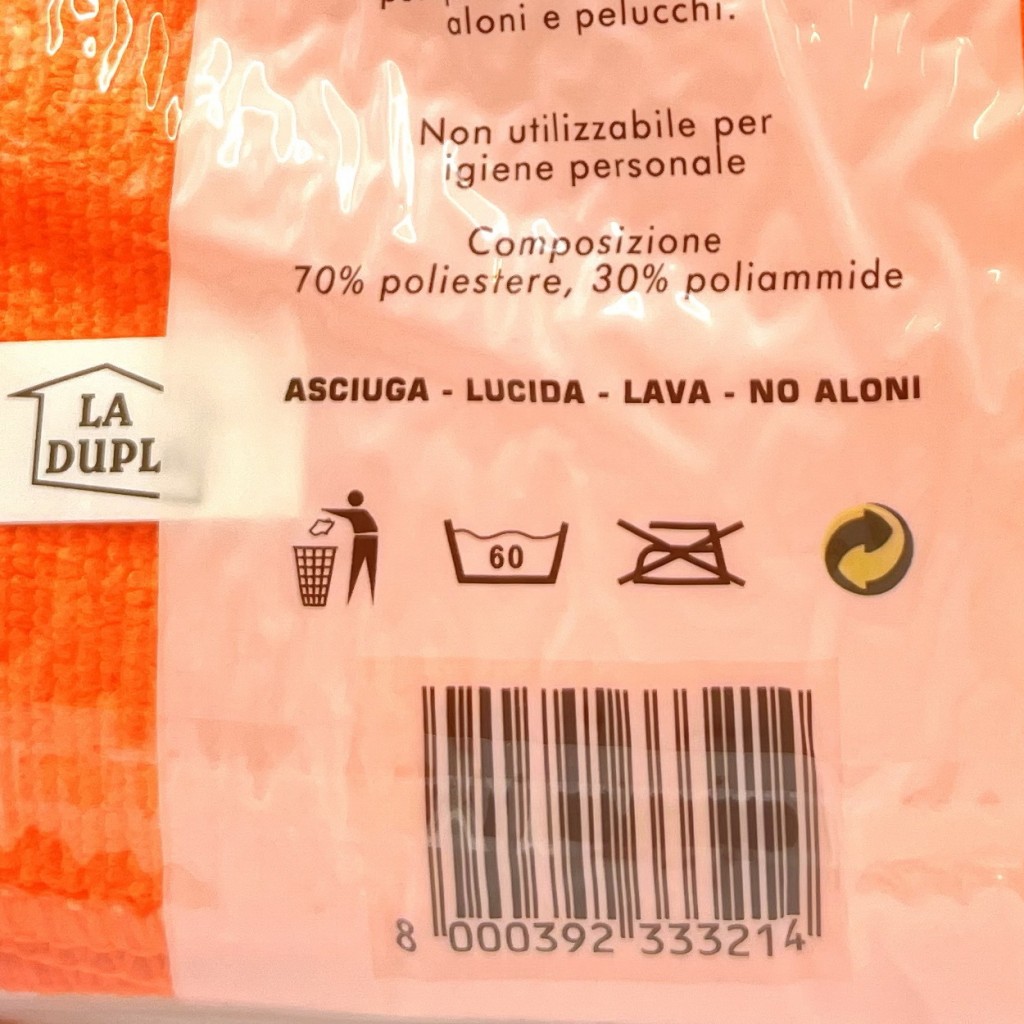 aloni e pelucchi.
Non utilizzabile per
igiene personale
Composizione
70% poliestere, 30% poliammide
ASCIUGA - LUCIDA - LAVA - NO ALONI
LA
DUPL
60
8 000392 333214